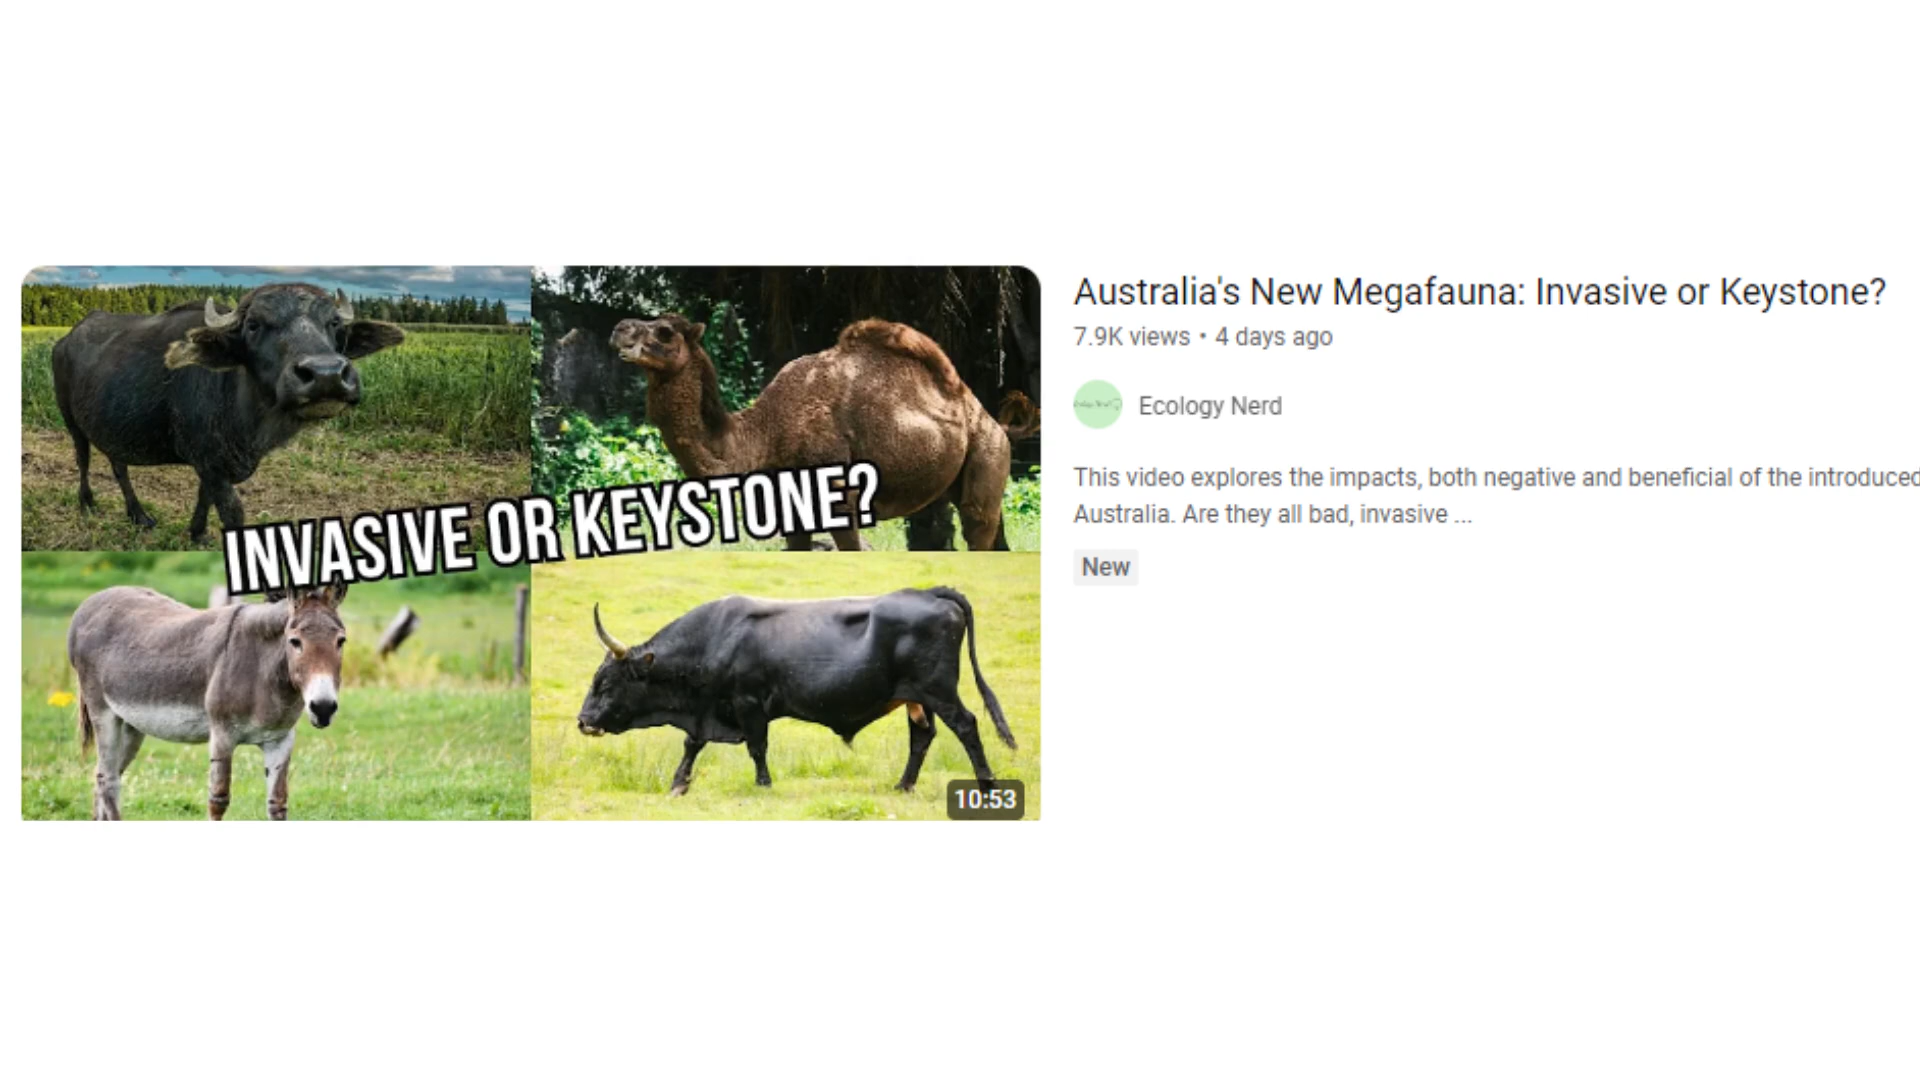 INVASIVE OR KEYSTONE?
10:53
Australia's New Megafauna: Invasive or Keystone?
7.9K views • 4 days ago
Ecology Nerd
This video explores the impacts, both negative and beneficial of the introduced
Australia. Are they all bad, invasive ...
New